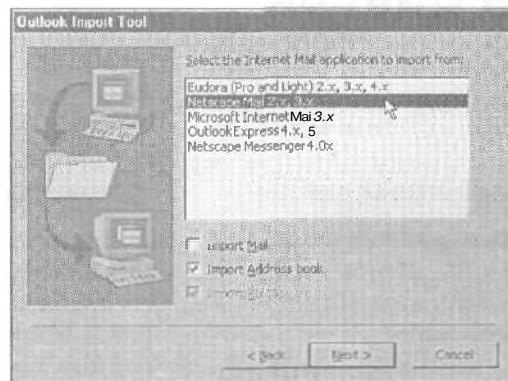 Outlook Import Tool
Select the Internet Mail application to import from:
Eudora (Pro and Light) 2.x, 3.x, 4.x
Netscape Mail 2.x, 3.x
Microsoft Internet Mai 3.x
Outlook Express 4.x, 5
Netscape Messenger 4.0x
Import Mail
Import Address book
Import
< Back
Next >
Cancel